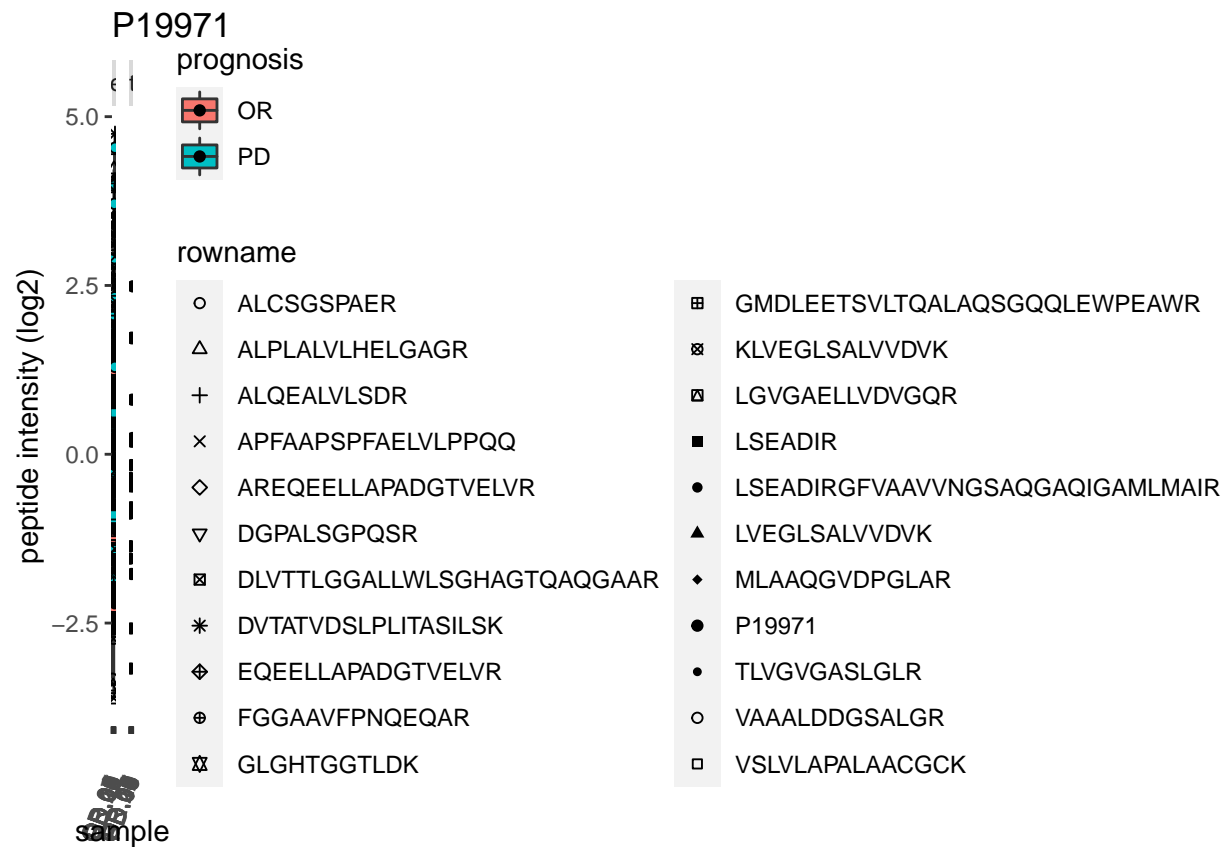 P19971
prognosis
OR
PD
e t
5.0
2.5
0.0
−2.5
peptide intensity (log2)
rowname
ALCSGSPAER
ALPLALVLHELGAGR
ALQEALVLSDR
APFAAPSPFAELVLPPQQ
AREQEELLAPADGTVELVR
DGPALSGPQSR
DLVTTLGGALLWLSGHAGTQAQGAAR
DVTATVDSLPLITASILSK
EQEELLAPADGTVELVR
FGGAAVFPNQEQAR
GLGHTGGTLDK
GMDLEETSVLTQALAQSGQQLEWPEAWR
KLVEGLSALVVDVK
LGVGAELLVDVGQR
LSEADIR
LSEADIRGFVAAVVNGSAQGAQIGAMLMAIR
LVEGLSALVVDVK
MLAAQGVDPGLAR
P19971
TLVGVGASLGLR
VAAALDDGSALGR
VSLVLAPALAACGCK
sample